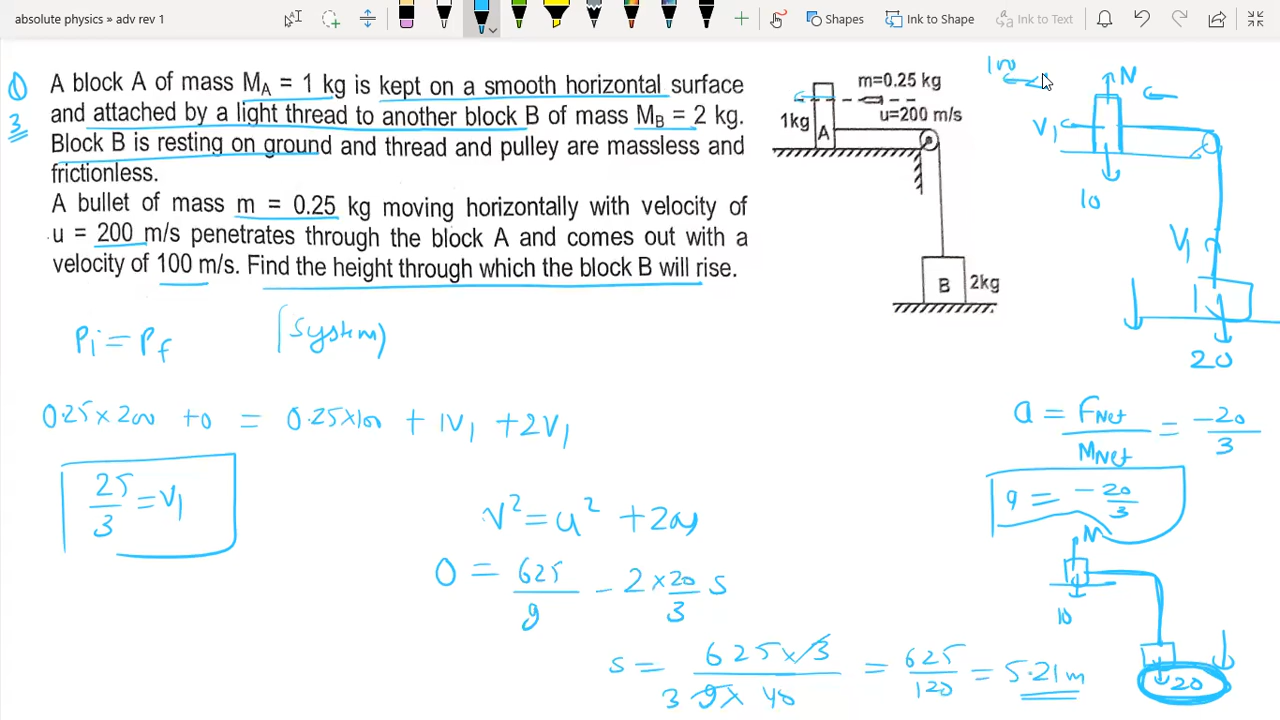 absolute physics » adv rev 1
Shapes
Ink to Shape
Ink to Text
① A block A of mass MA = 1 kg is kept on a smooth horizontal surface
and attached by a light thread to another block B of mass MB = 2 kg.
3
Block B is resting on ground and thread and pulley are massless and
frictionless.
A bullet of mass m = 0.25 kg moving horizontally with velocity of
u = 200 m/s penetrates through the block A and comes out with a
velocity of 100 m/s. Find the height through which the block B will rise.
m=0.25 kg
u=200 m/s
1kg
A
B
2kg
100
N
V1
10
V1
20
Pi = Pf (System)
0.25×200 +0 = 0.25×100 + 1V1 +2V1
25/3 = V1
a = FNet/MNet = -20/3
a = -20/3
v² = u² + 2as
0 = 625/9 - 2×20/3 s
s = 625×3/9×40 = 625/120 = 5.21m
3
N
10
20